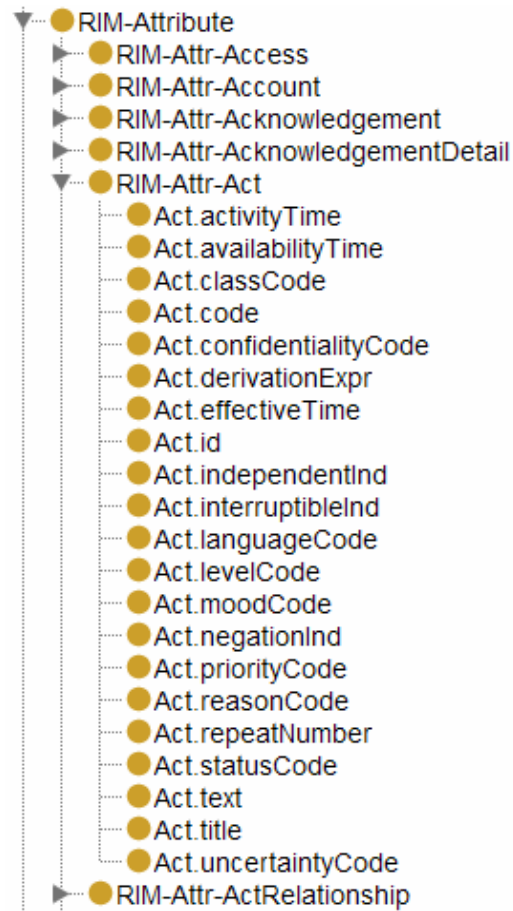 RIM-Attribute
RIM-Attr-Access
RIM-Attr-Account
RIM-Attr-Acknowledgement
RIM-Attr-AcknowledgementDetail
RIM-Attr-Act
Act.activityTime
Act.availabilityTime
Act.classCode
Act.code
Act.confidentialityCode
Act.derivationExpr
Act.effectiveTime
Act.id
Act.independentInd
Act.interruptibleInd
Act.languageCode
Act.levelCode
Act.moodCode
Act.negationInd
Act.priorityCode
Act.reasonCode
Act.repeatNumber
Act.statusCode
Act.text
Act.title
Act.uncertaintyCode
RIM-Attr-ActRelationship